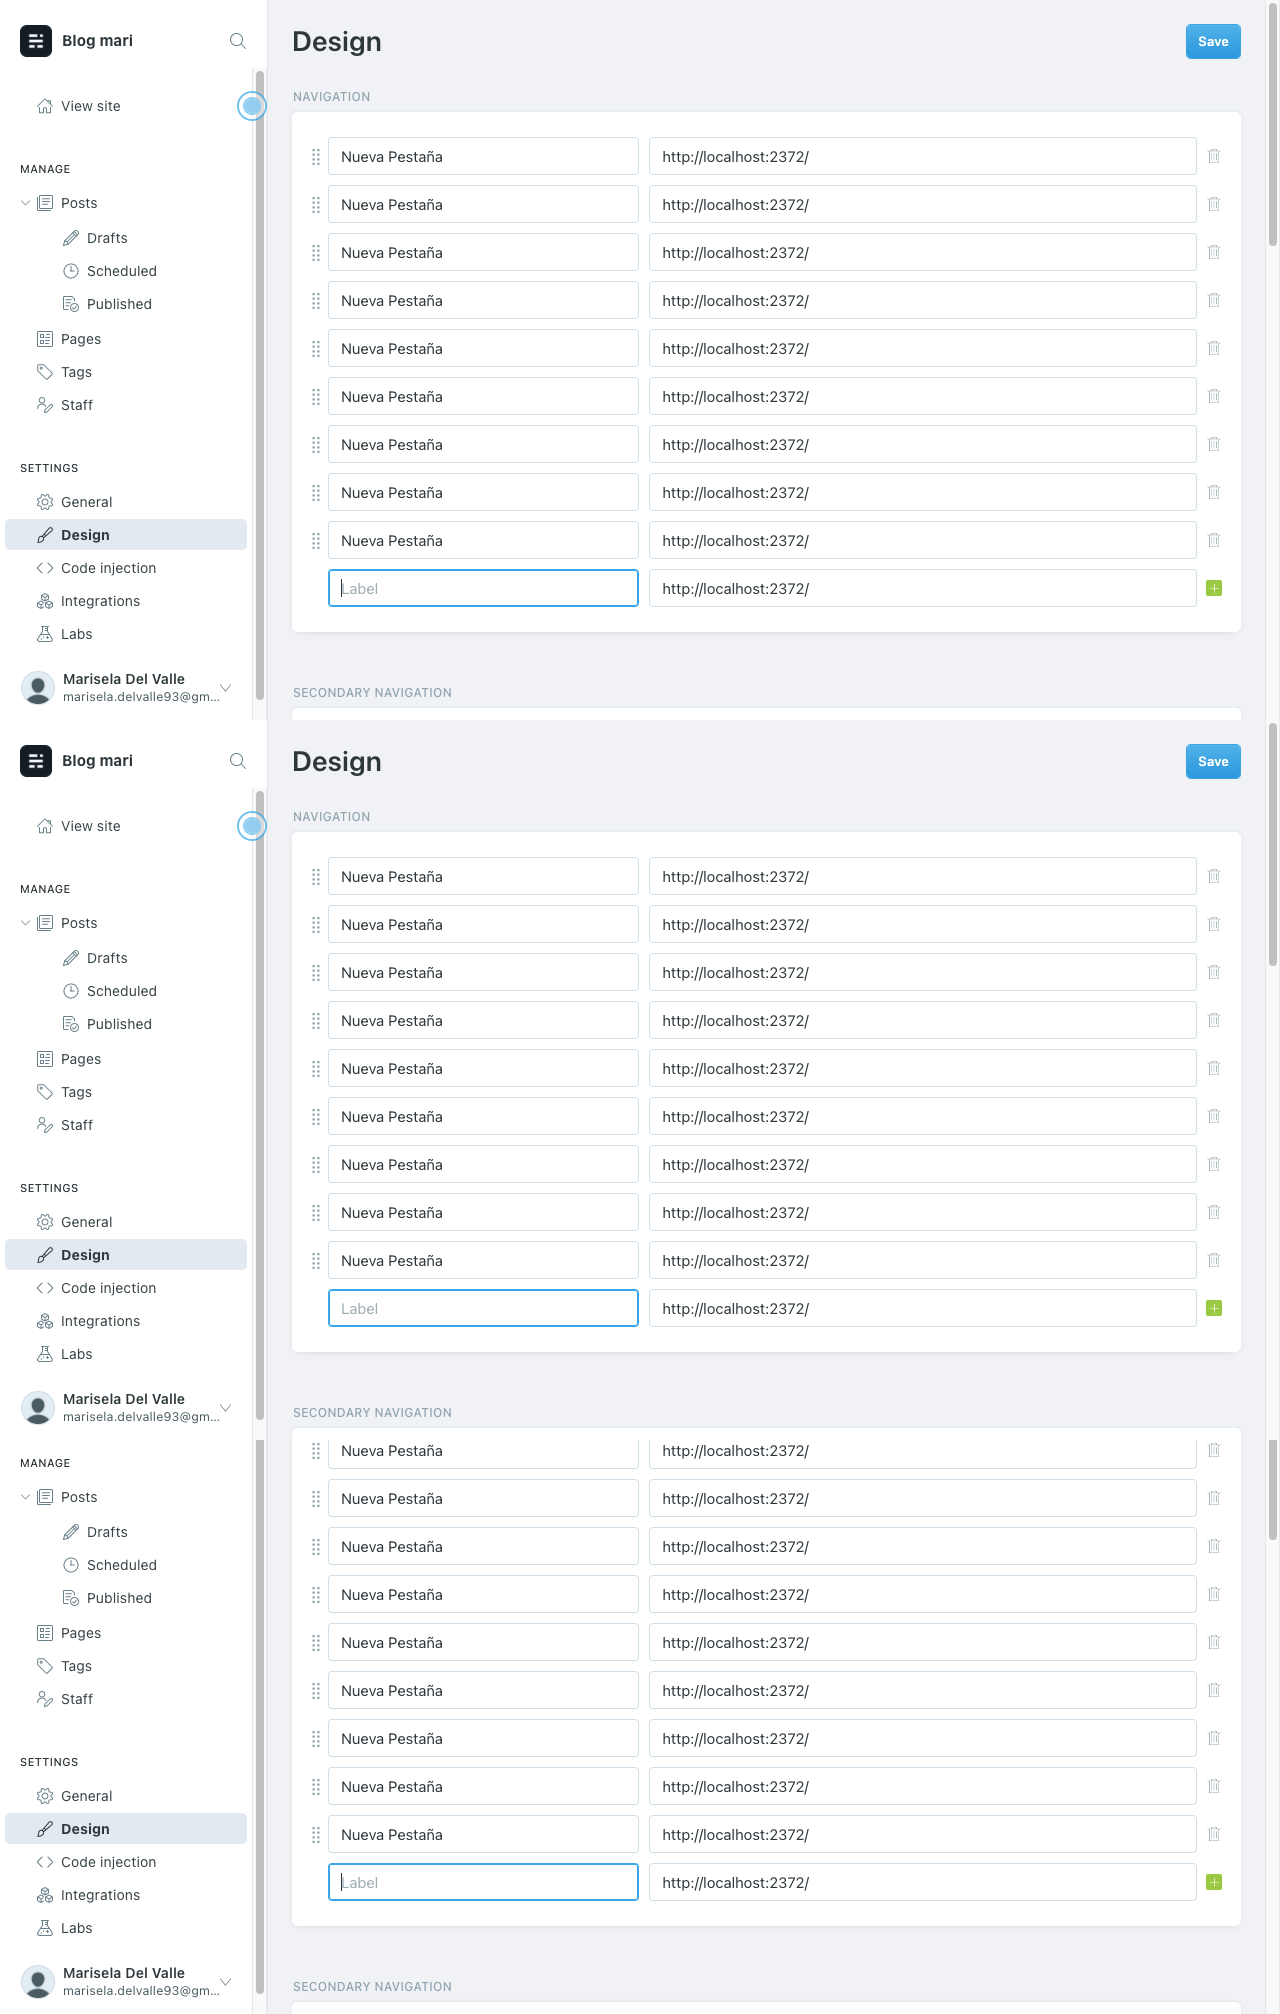 Blog mari
View site
MANAGE
Posts
Drafts
Scheduled
Published
Pages
Tags
Staff
SETTINGS
General
Design
Code injection
Integrations
Labs
Marisela Del Valle
marisela.delvalle93@gm...
Design
Save
NAVIGATION
Nueva Pestaña http://localhost:2372/
Nueva Pestaña http://localhost:2372/
Nueva Pestaña http://localhost:2372/
Nueva Pestaña http://localhost:2372/
Nueva Pestaña http://localhost:2372/
Nueva Pestaña http://localhost:2372/
Nueva Pestaña http://localhost:2372/
Nueva Pestaña http://localhost:2372/
Nueva Pestaña http://localhost:2372/
Label http://localhost:2372/
SECONDARY NAVIGATION
Blog mari
View site
MANAGE
Posts
Drafts
Scheduled
Published
Pages
Tags
Staff
SETTINGS
General
Design
Code injection
Integrations
Labs
Marisela Del Valle
marisela.delvalle93@gm...
Design
Save
NAVIGATION
Nueva Pestaña http://localhost:2372/
Nueva Pestaña http://localhost:2372/
Nueva Pestaña http://localhost:2372/
Nueva Pestaña http://localhost:2372/
Nueva Pestaña http://localhost:2372/
Nueva Pestaña http://localhost:2372/
Nueva Pestaña http://localhost:2372/
Nueva Pestaña http://localhost:2372/
Nueva Pestaña http://localhost:2372/
Label http://localhost:2372/
SECONDARY NAVIGATION
MANAGE
Posts
Drafts
Scheduled
Published
Pages
Tags
Staff
SETTINGS
General
Design
Code injection
Integrations
Labs
Marisela Del Valle
marisela.delvalle93@gm...
Nueva Pestaña http://localhost:2372/
Nueva Pestaña http://localhost:2372/
Nueva Pestaña http://localhost:2372/
Nueva Pestaña http://localhost:2372/
Nueva Pestaña http://localhost:2372/
Nueva Pestaña http://localhost:2372/
Nueva Pestaña http://localhost:2372/
Nueva Pestaña http://localhost:2372/
Nueva Pestaña http://localhost:2372/
Label http://localhost:2372/
SECONDARY NAVIGATION